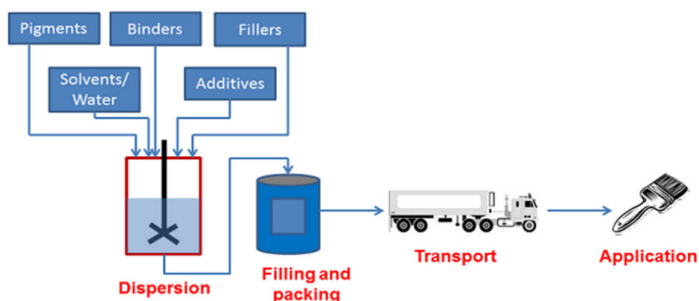 Pigments
Binders
Fillers
Solvents/
Water
Additives
Dispersion
Filling and
packing
Transport
Application